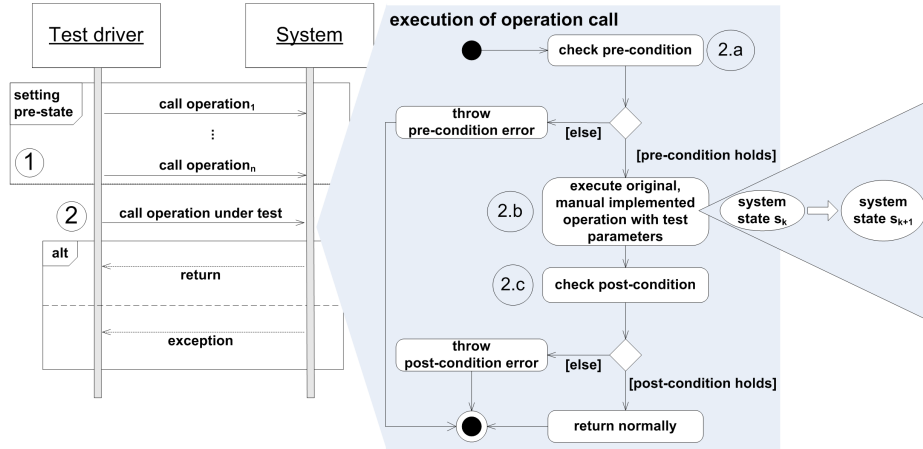 Test driver
System
setting
pre-state
call operation₁
...
call operationₙ
1
2
call operation under test
alt
return
exception
execution of operation call
check pre-condition
2.a
throw
pre-condition error
[else]
[pre-condition holds]
execute original,
manual implemented
operation with test
parameters
2.b
system
state sₖ
system
state sₖ₊₁
2.c
check post-condition
throw
post-condition error
[else]
[post-condition holds]
return normally